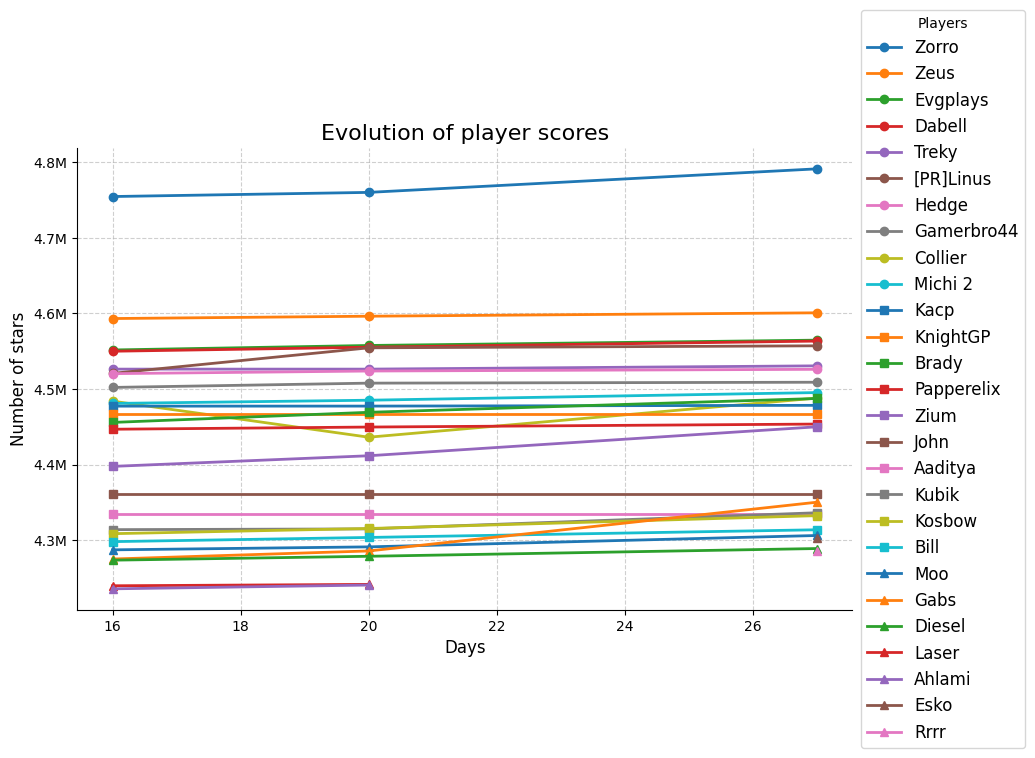 Players
Zorro
Zeus
Evgplays
Dabell
Treky
[PR]Linus
Hedge
Gamerbro44
Collier
Michi 2
Kacp
KnightGP
Brady
Papperelix
Zium
John
Aaditya
Kubik
Kosbow
Bill
Moo
Gabs
Diesel
Laser
Ahlami
Esko
Rrrr
Evolution of player scores
Number of stars
4.8M
4.7M
4.6M
4.5M
4.4M
4.3M
16 18 20 22 24 26
Days